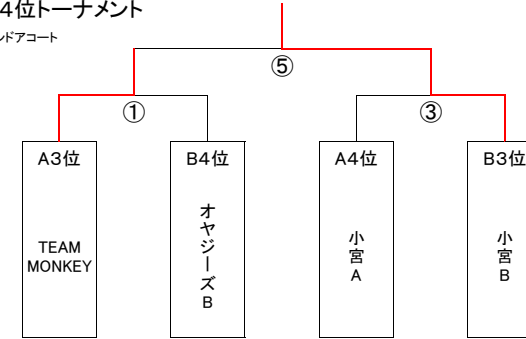 4位トーナメント
ンドアコート
⑤
①
③
A3位
B4位
A4位
B3位
TEAM
MONKEY
オヤジーズB
小宮A
小宮B